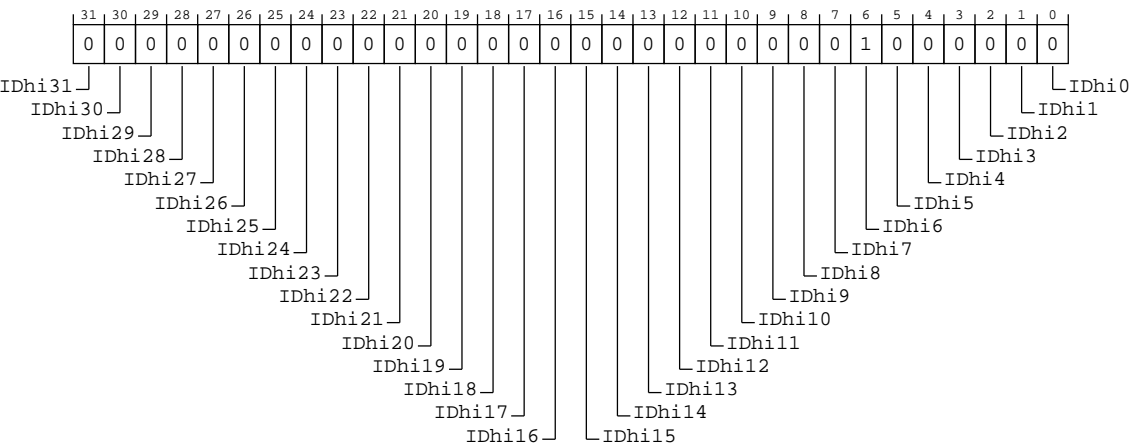 31 30 29 28 27 26 25 24 23 22 21 20 19 18 17 16 15 14 13 12 11 10 9 8 7 6 5 4 3 2 1 0
0 0 0 0 0 0 0 0 0 0 0 0 0 0 0 0 0 0 0 0 0 0 0 0 0 1 0 0 0 0 0 0
IDhi31 IDhi0
IDhi30 IDhi1
IDhi29 IDhi2
IDhi28 IDhi3
IDhi27 IDhi4
IDhi26 IDhi5
IDhi25 IDhi6
IDhi24 IDhi7
IDhi23 IDhi8
IDhi22 IDhi9
IDhi21 IDhi10
IDhi20 IDhi11
IDhi19 IDhi12
IDhi18 IDhi13
IDhi17 IDhi14
IDhi16 IDhi15